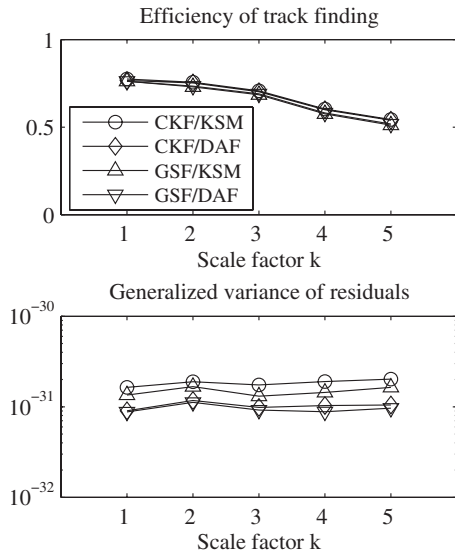 Efficiency of track finding
1
0.5
0
CKF/KSM
CKF/DAF
GSF/KSM
GSF/DAF
1 2 3 4 5
Scale factor k
Generalized variance of residuals
10^-30
10^-31
10^-32
1 2 3 4 5
Scale factor k